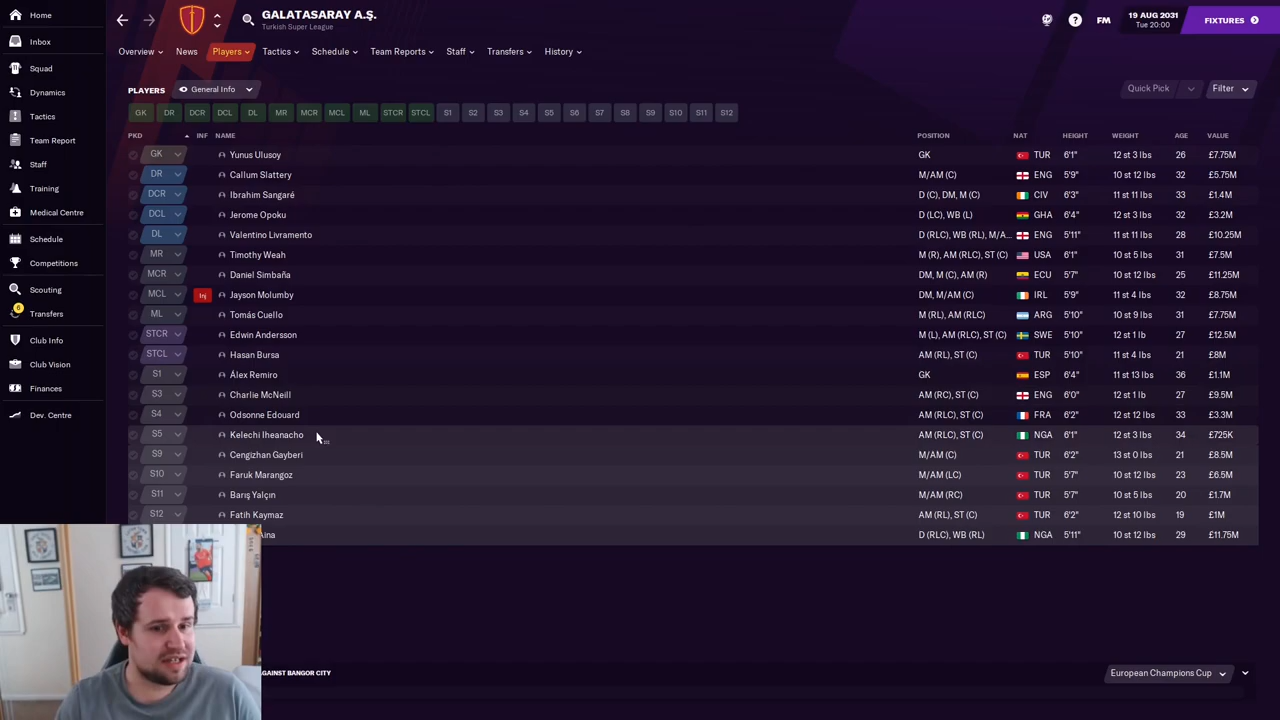 Home
GALATASARAY A.Ş.
Turkish Super League
FM
19 AUG 2031
Tue 20:00
FIXTURES
Inbox
Squad
Dynamics
Tactics
Team Report
Staff
Training
Medical Centre
Schedule
Competitions
Scouting
6
Transfers
Club Info
Club Vision
Finances
Dev. Centre
Overview News Players Tactics Schedule Team Reports Staff Transfers History
PLAYERS General Info Quick Pick Filter
GK DR DCR DCL DL MR MCR MCL ML STCR STCL S1 S2 S3 S4 S5 S6 S7 S8 S9 S10 S11 S12
PKD INF NAME POSITION NAT HEIGHT WEIGHT AGE VALUE
GK Yunus Ulusoy GK TUR 6'1" 12 st 3 lbs 26 £7.75M
DR Callum Slattery M/AM (C) ENG 5'9" 10 st 12 lbs 32 £5.75M
DCR Ibrahim Sangaré D (C), DM, M (C) CIV 6'3" 11 st 11 lbs 33 £1.4M
DCL Jerome Opoku D (LC), WB (L) GHA 6'4" 12 st 3 lbs 32 £3.2M
DL Valentino Livramento D (RLC), WB (RL), M/A... ENG 5'11" 11 st 11 lbs 28 £10.25M
MR Timothy Weah M (R), AM (RLC), ST (C) USA 6'1" 10 st 5 lbs 31 £7.5M
MCR Daniel Simbaña DM, M (C), AM (R) ECU 5'7" 10 st 12 lbs 25 £11.25M
MCL Inj Jayson Molumby DM, M/AM (C) IRL 5'9" 11 st 4 lbs 32 £8.75M
ML Tomás Cuello M (RL), AM (RLC) ARG 5'10" 10 st 9 lbs 31 £7.75M
STCR Edwin Andersson M (L), AM (RLC), ST (C) SWE 5'10" 12 st 1 lb 27 £12.5M
STCL Hasan Bursa AM (RL), ST (C) TUR 5'10" 11 st 4 lbs 21 £8M
S1 Álex Remiro GK ESP 6'4" 11 st 13 lbs 36 £1.1M
S3 Charlie McNeill AM (RC), ST (C) ENG 6'0" 12 st 1 lb 27 £9.5M
S4 Odsonne Edouard AM (RLC), ST (C) FRA 6'2" 12 st 12 lbs 33 £3.3M
S5 Kelechi Iheanacho AM (RLC), ST (C) NGA 6'1" 12 st 3 lbs 34 £725K
S9 Cengizhan Gayberi M/AM (C) TUR 6'2" 13 st 0 lbs 21 £8.5M
S10 Faruk Marangoz M/AM (LC) TUR 5'7" 10 st 12 lbs 23 £6.5M
S11 Barış Yalçın M/AM (RC) TUR 5'7" 10 st 5 lbs 20 £1.7M
S12 Fatih Kaymaz AM (RL), ST (C) TUR 6'2" 12 st 10 lbs 19 £1M
Aina D (RLC), WB (RL) NGA 5'11" 10 st 12 lbs 29 £11.75M
AGAINST BANGOR CITY European Champions Cup